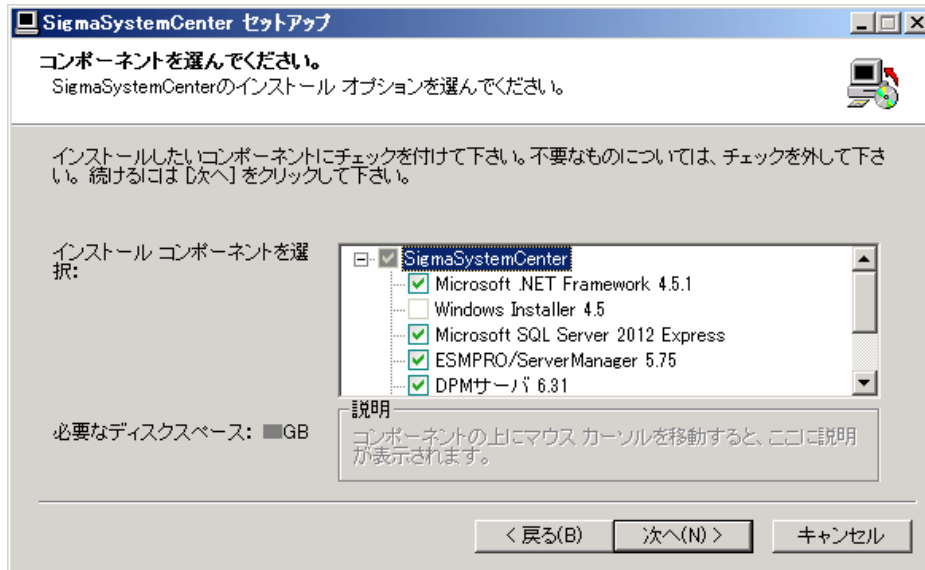 SigmaSystemCenter セットアップ
コンポーネントを選んでください。
SigmaSystemCenterのインストール オプションを選んでください。
インストールしたいコンポーネントにチェックを付けて下さい。不要なものについては、チェックを外して下さ
い。続けるには [次へ] をクリックして下さい。
インストール コンポーネントを選
択:
SigmaSystemCenter
Microsoft .NET Framework 4.5.1
Windows Installer 4.5
Microsoft SQL Server 2012 Express
ESMPRO/ServerManager 5.75
DPMサーバ 6.31
必要なディスクスペース: GB
説明
コンポーネントの上にマウス カーソルを移動すると、ここに説明
が表示されます。
< 戻る(B)
次へ(N) >
キャンセル